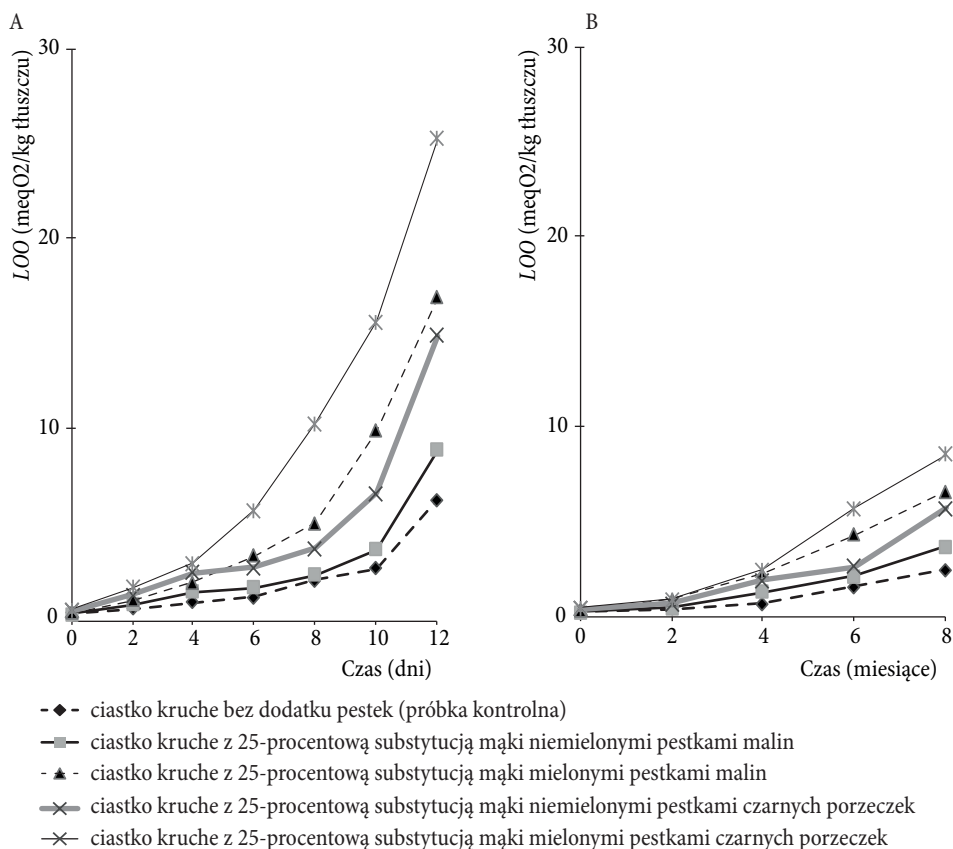 A
B
30
20
10
0
LOO (meqO2/kg tłuszczu)
0 2 4 6 8 10 12
Czas (dni)
30
20
10
0
LOO (meqO2/kg tłuszczu)
0 2 4 6 8
Czas (miesiące)
ciastko kruche bez dodatku pestek (próbka kontrolna)
ciastko kruche z 25-procentową substytucją mąki niemielonymi pestkami malin
ciastko kruche z 25-procentową substytucją mąki mielonymi pestkami malin
ciastko kruche z 25-procentową substytucją mąki niemielonymi pestkami czarnych porzeczek
ciastko kruche z 25-procentową substytucją mąki mielonymi pestkami czarnych porzeczek